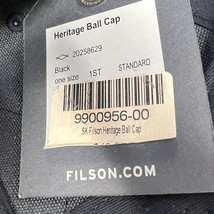 Heritage Ball Cap
20258629
Black
one size 1ST STANDARD
9900956-00
SK Filson Heritage Ball Cap
FILSON.COM